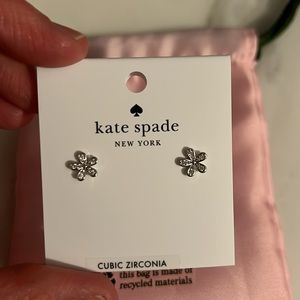 kate spade
NEW YORK
CUBIC ZIRCONIA
this bag is made of
recycled materials